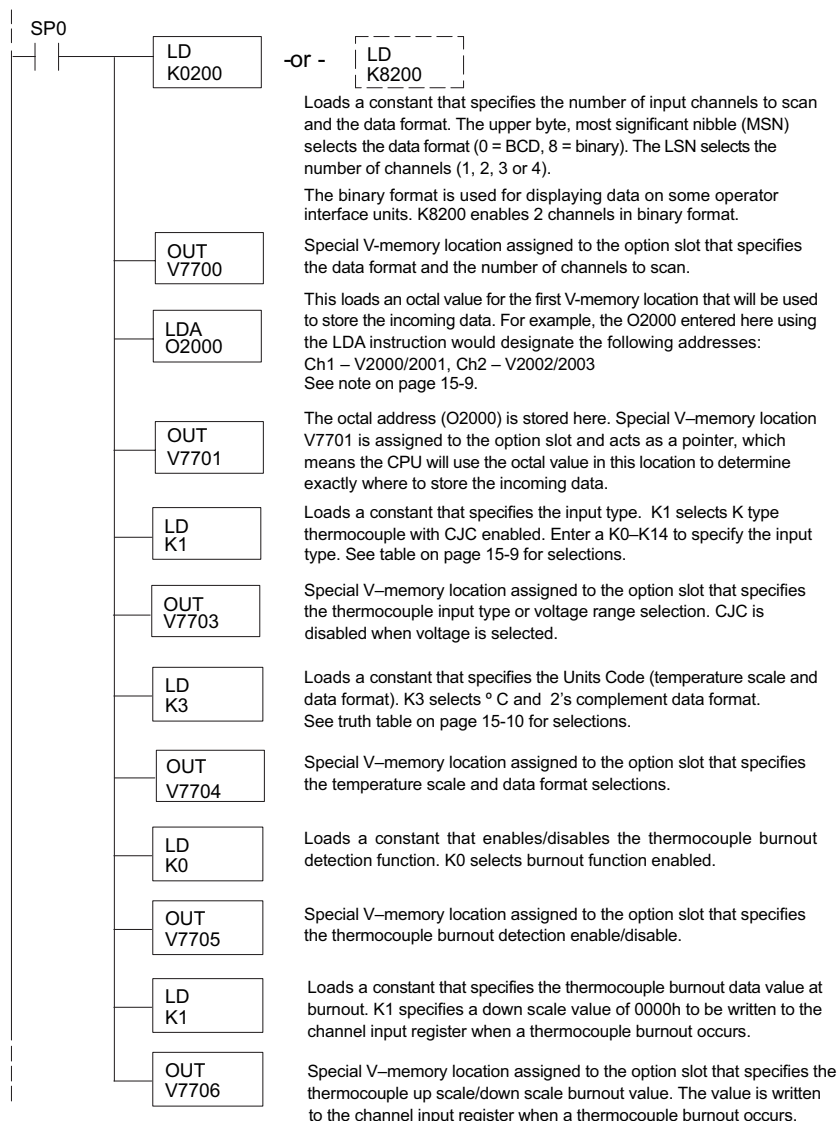 SP0
LD
K0200
-or -
LD
K8200
Loads a constant that specifies the number of input channels to scan
and the data format. The upper byte, most significant nibble (MSN)
selects the data format (0 = BCD, 8 = binary). The LSN selects the
number of channels (1, 2, 3 or 4).
The binary format is used for displaying data on some operator
interface units. K8200 enables 2 channels in binary format.
OUT
V7700
Special V-memory location assigned to the option slot that specifies
the data format and the number of channels to scan.
LDA
O2000
This loads an octal value for the first V-memory location that will be used
to store the incoming data. For example, the O2000 entered here using
the LDA instruction would designate the following addresses:
Ch1 – V2000/2001, Ch2 – V2002/2003
See note on page 15-9.
OUT
V7701
The octal address (O2000) is stored here. Special V–memory location
V7701 is assigned to the option slot and acts as a pointer, which
means the CPU will use the octal value in this location to determine
exactly where to store the incoming data.
LD
K1
Loads a constant that specifies the input type. K1 selects K type
thermocouple with CJC enabled. Enter a K0–K14 to specify the input
type. See table on page 15-9 for selections.
OUT
V7703
Special V–memory location assigned to the option slot that specifies
the thermocouple input type or voltage range selection. CJC is
disabled when voltage is selected.
LD
K3
Loads a constant that specifies the Units Code (temperature scale and
data format). K3 selects º C and 2's complement data format.
See truth table on page 15-10 for selections.
OUT
V7704
Special V–memory location assigned to the option slot that specifies
the temperature scale and data format selections.
LD
K0
Loads a constant that enables/disables the thermocouple burnout
detection function. K0 selects burnout function enabled.
OUT
V7705
Special V–memory location assigned to the option slot that specifies
the thermocouple burnout detection enable/disable.
LD
K1
Loads a constant that specifies the thermocouple burnout data value at
burnout. K1 specifies a down scale value of 0000h to be written to the
channel input register when a thermocouple burnout occurs.
OUT
V7706
Special V–memory location assigned to the option slot that specifies the
thermocouple up scale/down scale burnout value. The value is written
to the channel input register when a thermocouple burnout occurs.